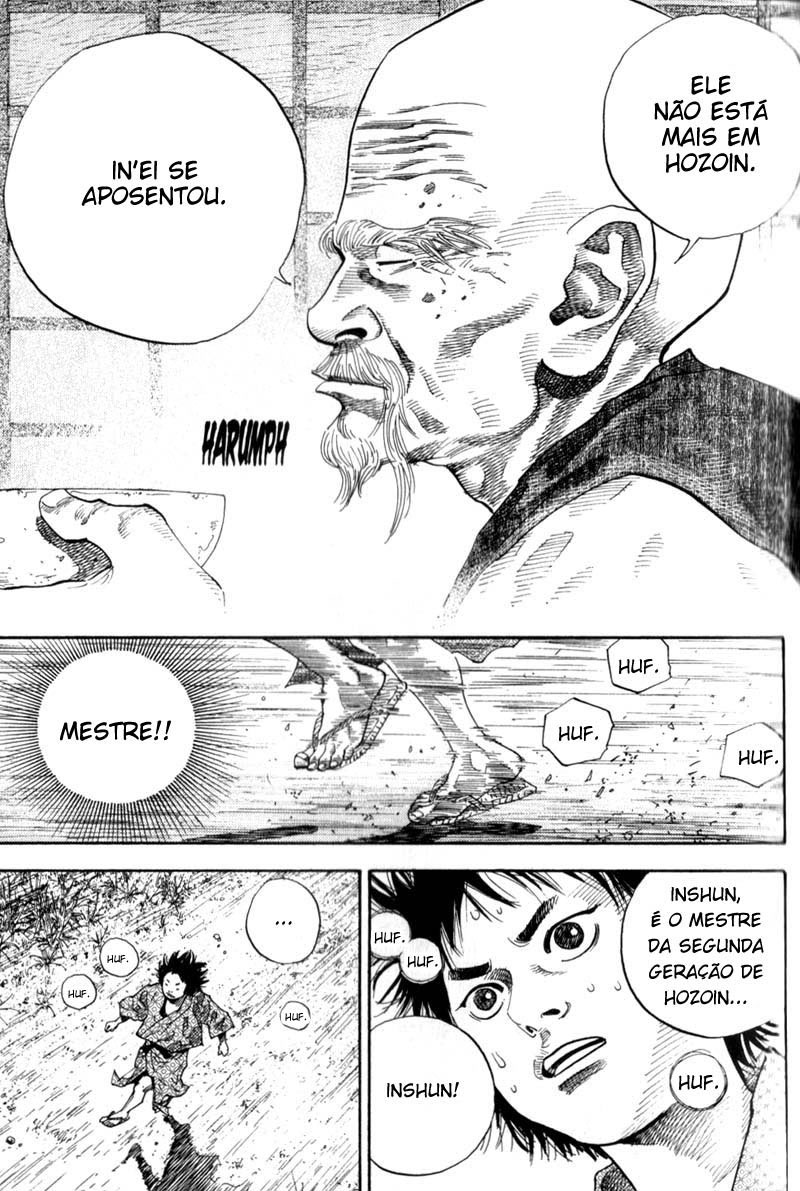 ELE
NÃO ESTÁ
MAIS EM
HOZOIN.
IN'EI SE
APOSENTOU.
HARUMPH
HUF.
HUF.
HUF.
MESTRE!!
INSHUN,
É O MESTRE
DA SEGUNDA
GERAÇÃO DE
HOZOIN...
HUF.
HUF.
INSHUN!
HUF.
...
HUF.
HUF.
HUF.